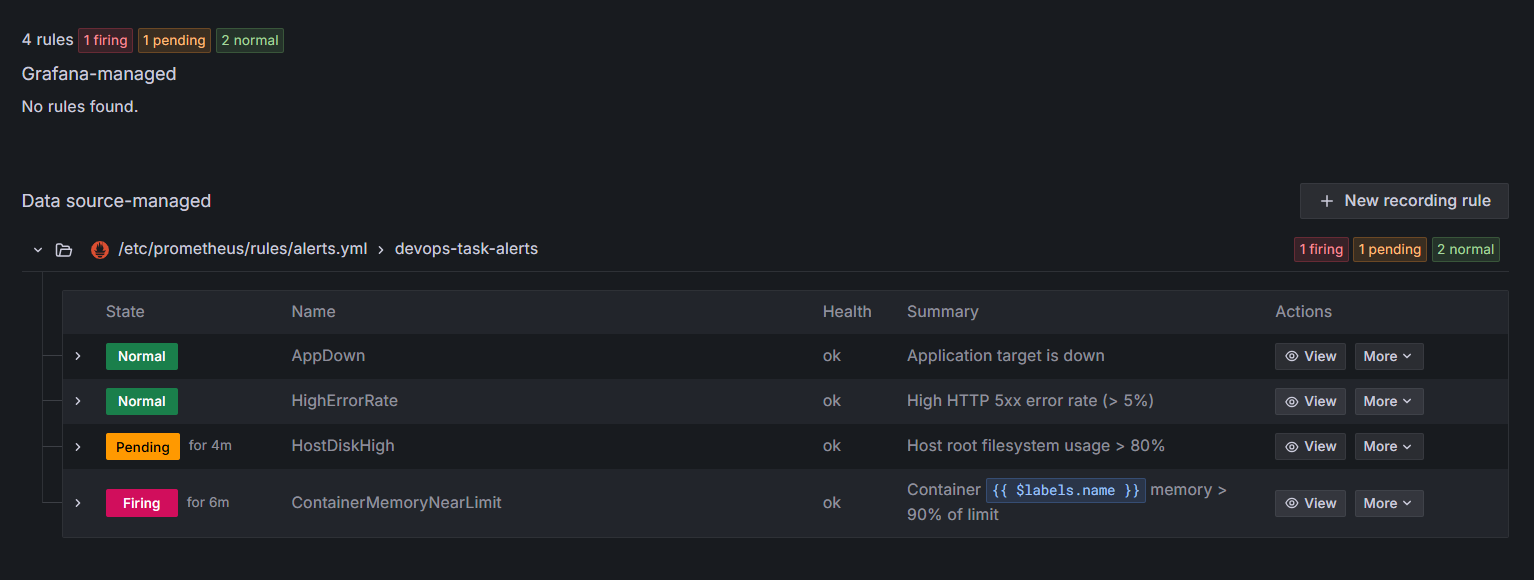 4 rules 1 firing 1 pending 2 normal
Grafana-managed
No rules found.
Data source-managed + New recording rule
/etc/prometheus/rules/alerts.yml › devops-task-alerts 1 firing 1 pending 2 normal
State Name Health Summary Actions
Normal AppDown ok Application target is down View More
Normal HighErrorRate ok High HTTP 5xx error rate (> 5%) View More
Pending for 4m HostDiskHigh ok Host root filesystem usage > 80% View More
Firing for 6m ContainerMemoryNearLimit ok Container {{ $labels.name }} memory > View More
90% of limit